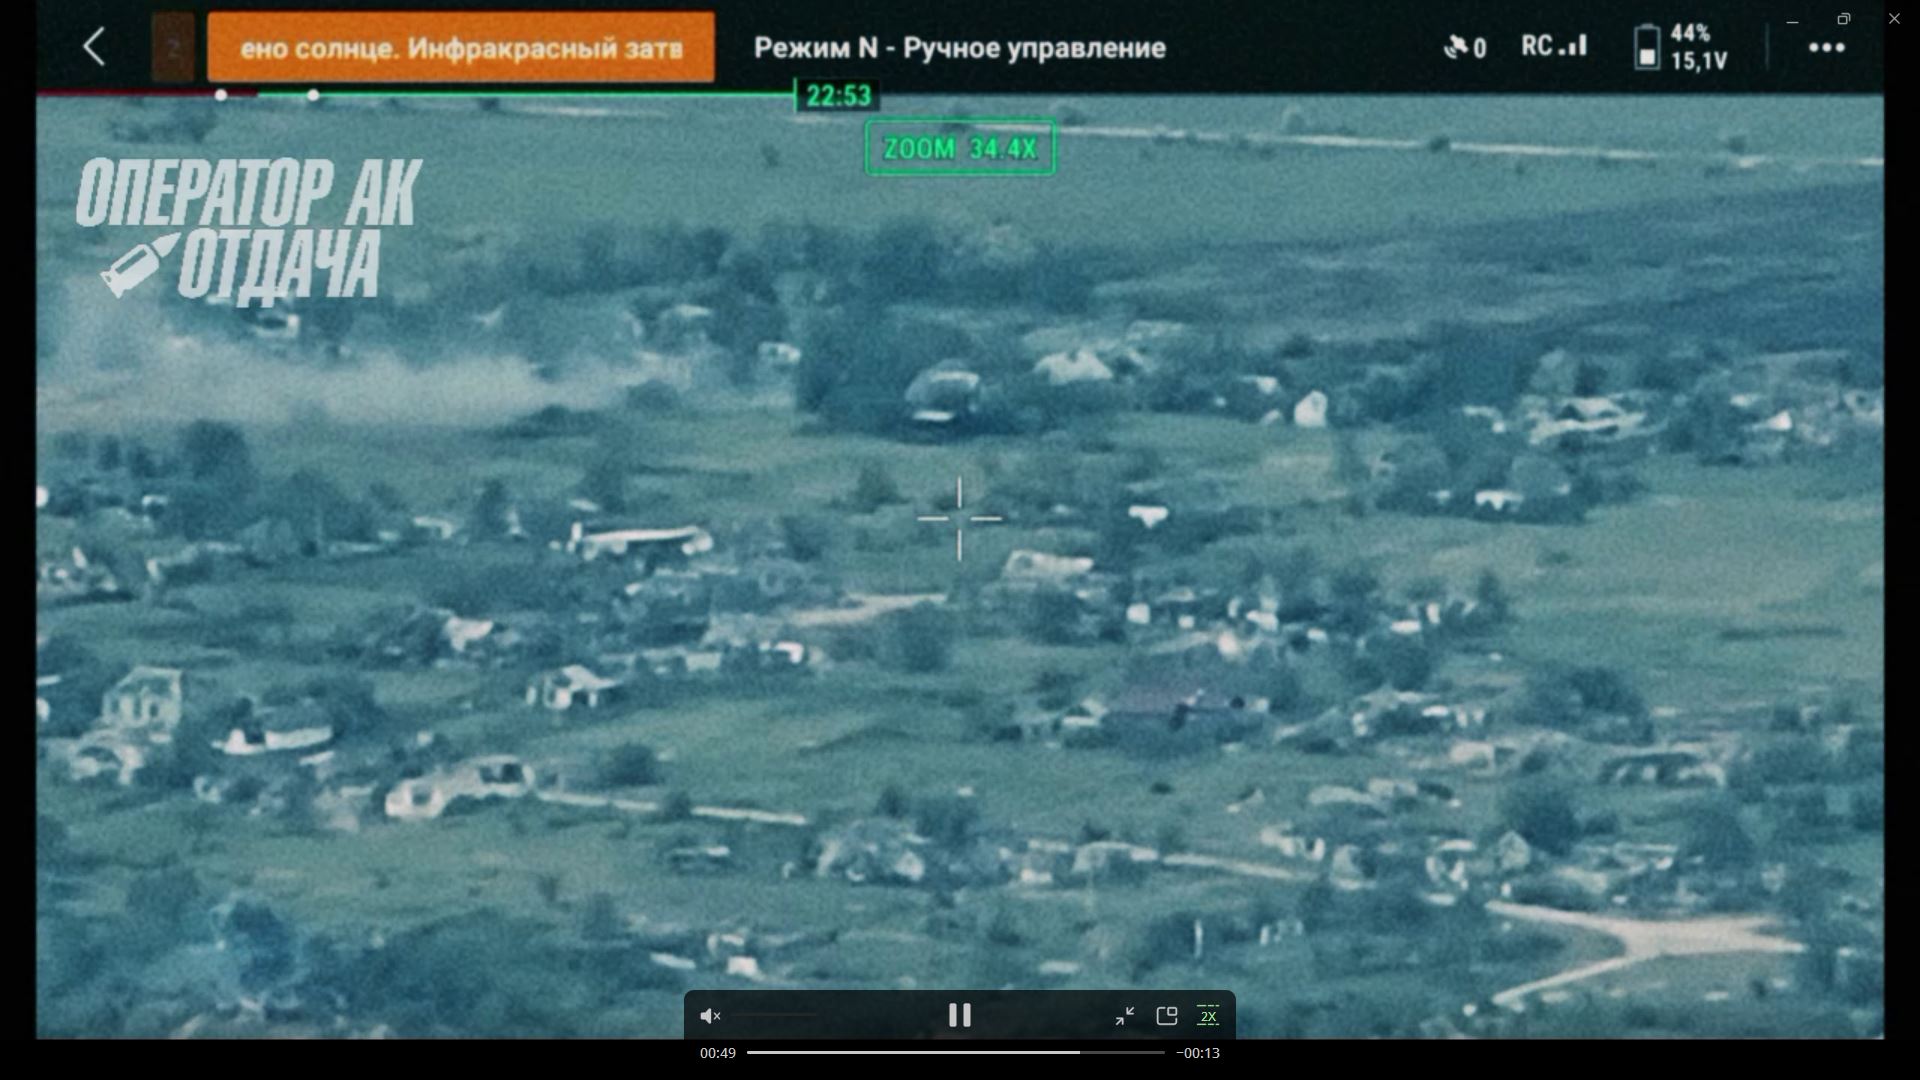 ено солнце. Инфракрасный затв
Режим N - Ручное управление
0
RC
44%
15,1V
22:53
ZOOM 34.4X
ОПЕРАТОР АК
ОТДАЧА
2X
00:49
−00:13